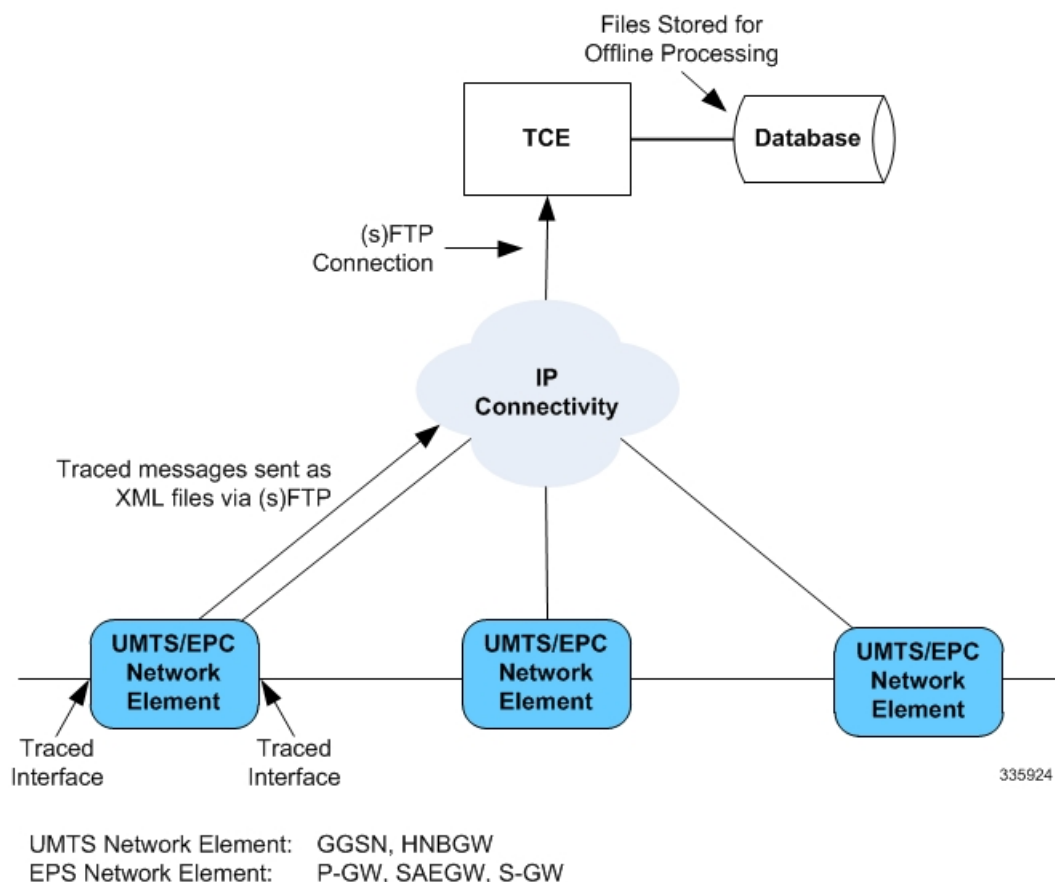 Files Stored for
Offline Processing
TCE
Database
(s)FTP
Connection
IP
Connectivity
Traced messages sent as
XML files via (s)FTP
UMTS/EPC
Network
Element
UMTS/EPC
Network
Element
UMTS/EPC
Network
Element
Traced
Interface
Traced
Interface
335924
UMTS Network Element: GGSN, HNBGW
EPS Network Element: P-GW, SAEGW, S-GW